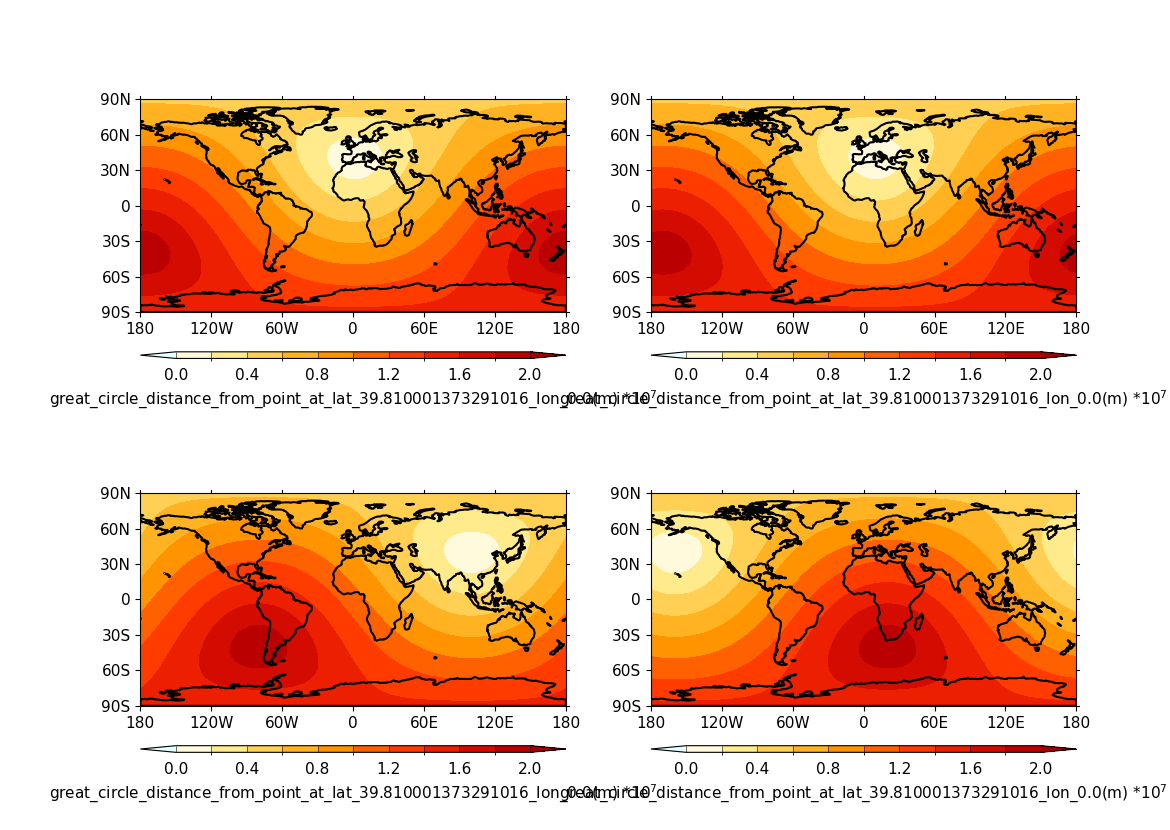 90N
60N
30N
0
30S
60S
90S
180 120W 60W 0 60E 120E 180
0.0 0.4 0.8 1.2 1.6 2.0
great_circle_distance_from_point_at_lat_39.810001373291016_lon_0.0(m) *10⁷
90N
60N
30N
0
30S
60S
90S
180 120W 60W 0 60E 120E 180
0.0 0.4 0.8 1.2 1.6 2.0
great_circle_distance_from_point_at_lat_39.810001373291016_lon_0.0(m) *10⁷
90N
60N
30N
0
30S
60S
90S
180 120W 60W 0 60E 120E 180
0.0 0.4 0.8 1.2 1.6 2.0
great_circle_distance_from_point_at_lat_39.810001373291016_lon_0.0(m) *10⁷
90N
60N
30N
0
30S
60S
90S
180 120W 60W 0 60E 120E 180
0.0 0.4 0.8 1.2 1.6 2.0
great_circle_distance_from_point_at_lat_39.810001373291016_lon_0.0(m) *10⁷